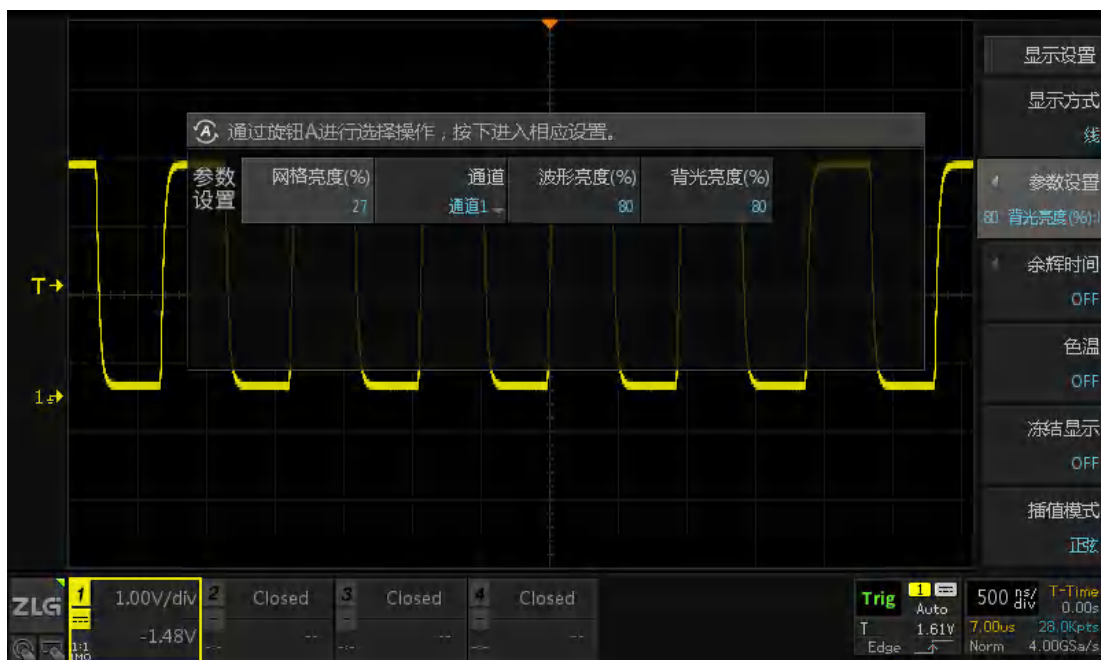 显示设置
显示方式
线
A 通过旋钮A进行选择操作，按下进入相应设置。
参数设置
网格亮度(%)
27
通道
通道1
波形亮度(%)
80
背光亮度(%)
80
参数设置
80 背光亮度(%):
余辉时间
OFF
色温
OFF
冻结显示
OFF
插值模式
正弦
T
1
ZLG
1 1.00V/div
-1.48V
1:1
1MΩ
2 Closed
--
3 Closed
--
4 Closed
--
Trig 1
Auto
T 1.61V
Edge
500 ns/div
T-Time
0.00s
7.00us 28.0Kpts
Norm 4.00GSa/s